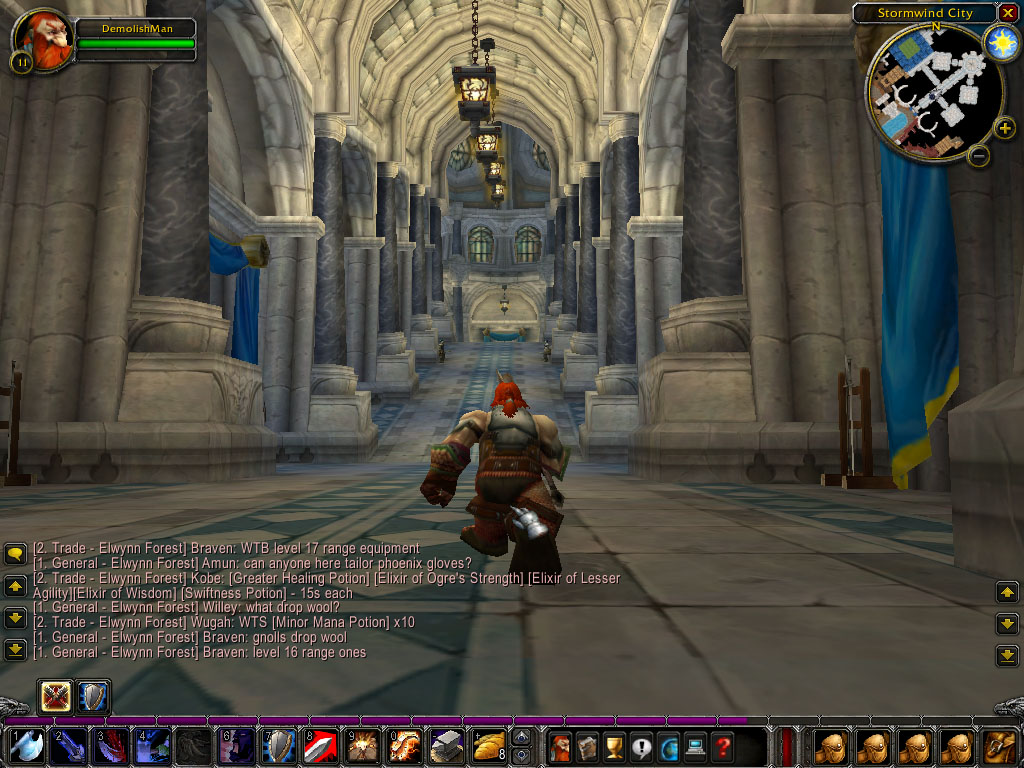 DemolishMan
11
Stormwind City
N
[2. Trade - Elwynn Forest] Braven: WTB level 17 range equipment
[1. General - Elwynn Forest] Amun: can anyone here tailor phoenix gloves?
[2. Trade - Elwynn Forest] Kobe: [Greater Healing Potion] [Elixir of Ogre's Strength] [Elixir of Lesser
Agility][Elixir of Wisdom] [Swiftness Potion] - 15s each
[1. General - Elwynn Forest] Willey: what drop wool?
[2. Trade - Elwynn Forest] Wugah: WTS [Minor Mana Potion] x10
[1. General - Elwynn Forest] Braven: gnolls drop wool
[1. General - Elwynn Forest] Braven: level 16 range ones
1 2 3 4 6 7 8 9 0 - + 8 ! ?